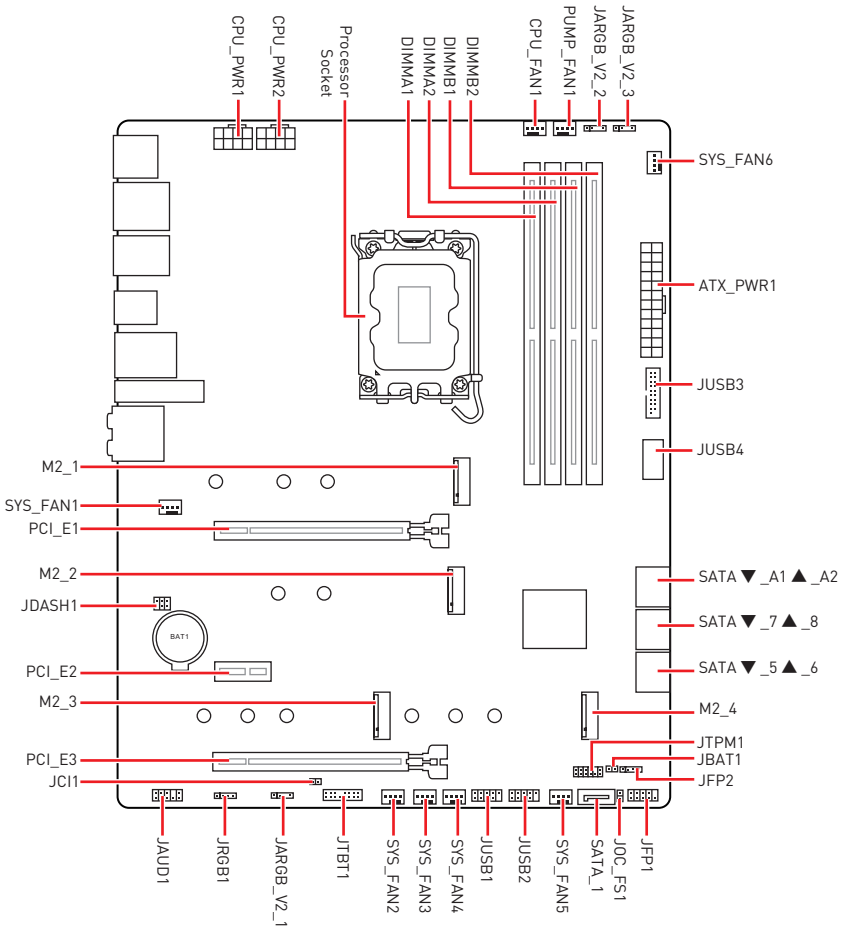 CPU_PWR1
CPU_PWR2
Processor
Socket
DIMMA1
DIMMA2
DIMMB1
DIMMB2
CPU_FAN1
PUMP_FAN1
JARGB_V2_2
JARGB_V2_3
SYS_FAN6
ATX_PWR1
JUSB3
JUSB4
M2_1
SYS_FAN1
PCI_E1
M2_2
SATA ▼ _A1 ▲ _A2
JDASH1
SATA ▼ _7 ▲ _8
BAT1
PCI_E2
SATA ▼ _5 ▲ _6
M2_3
M2_4
JTPM1
PCI_E3
JBAT1
JCI1
JFP2
JAUD1
JRGB1
JARGB_V2_1
JTBT1
SYS_FAN2
SYS_FAN3
SYS_FAN4
JUSB1
JUSB2
SYS_FAN5
SATA_1
JOC_FS1
JFP1